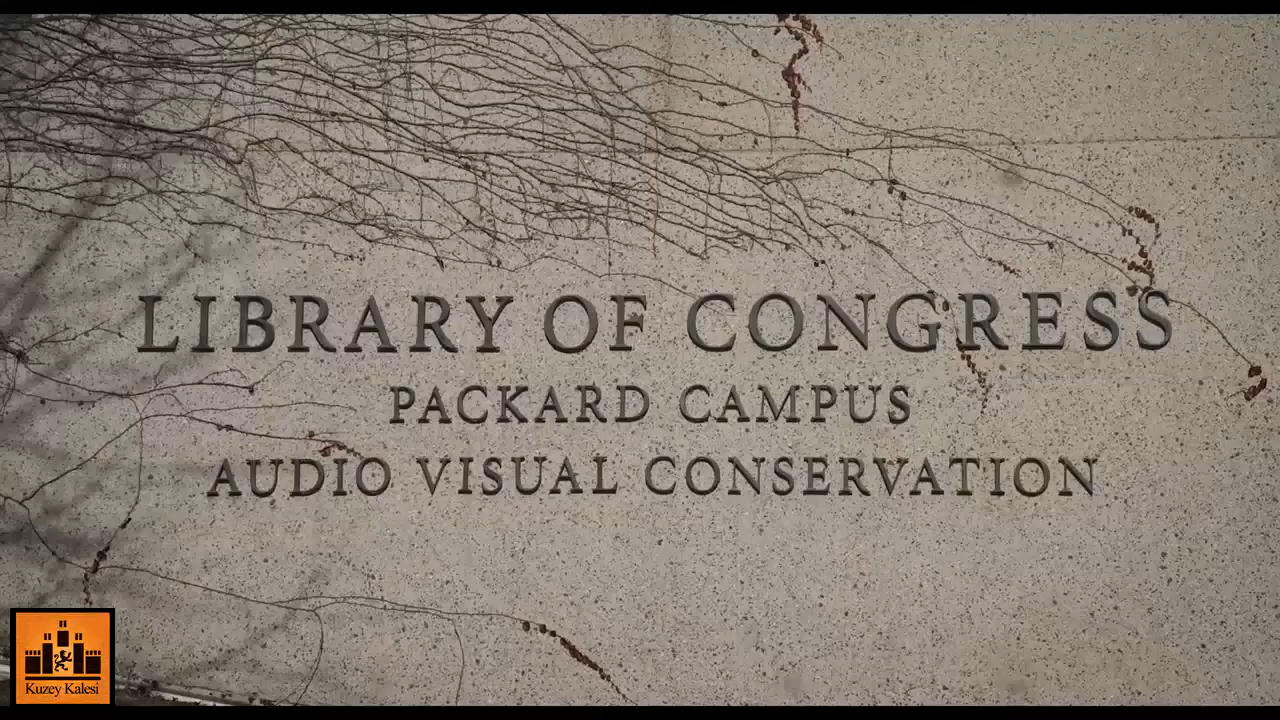 LIBRARY OF CONGRESS
PACKARD CAMPUS
AUDIO VISUAL CONSERVATION
Kuzey Kalesi